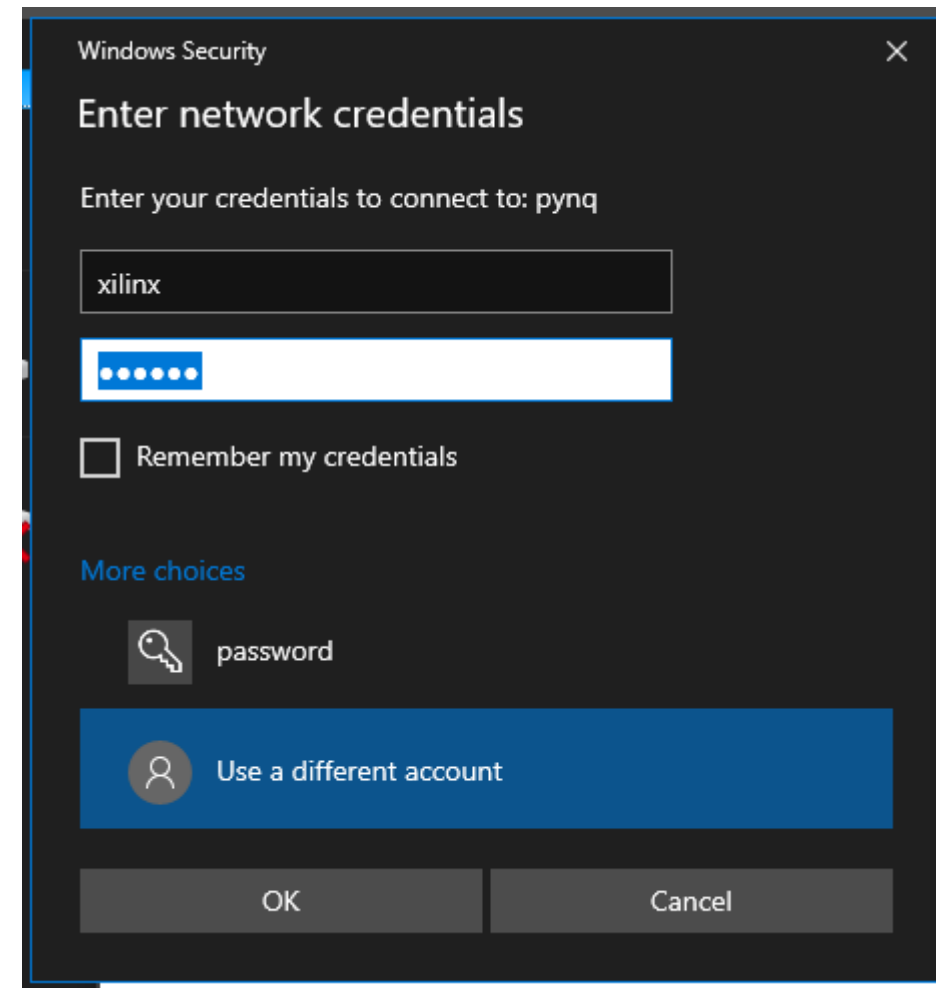 Windows Security
Enter network credentials
Enter your credentials to connect to: pynq
xilinx
••••••
Remember my credentials
More choices
password
Use a different account
OK
Cancel